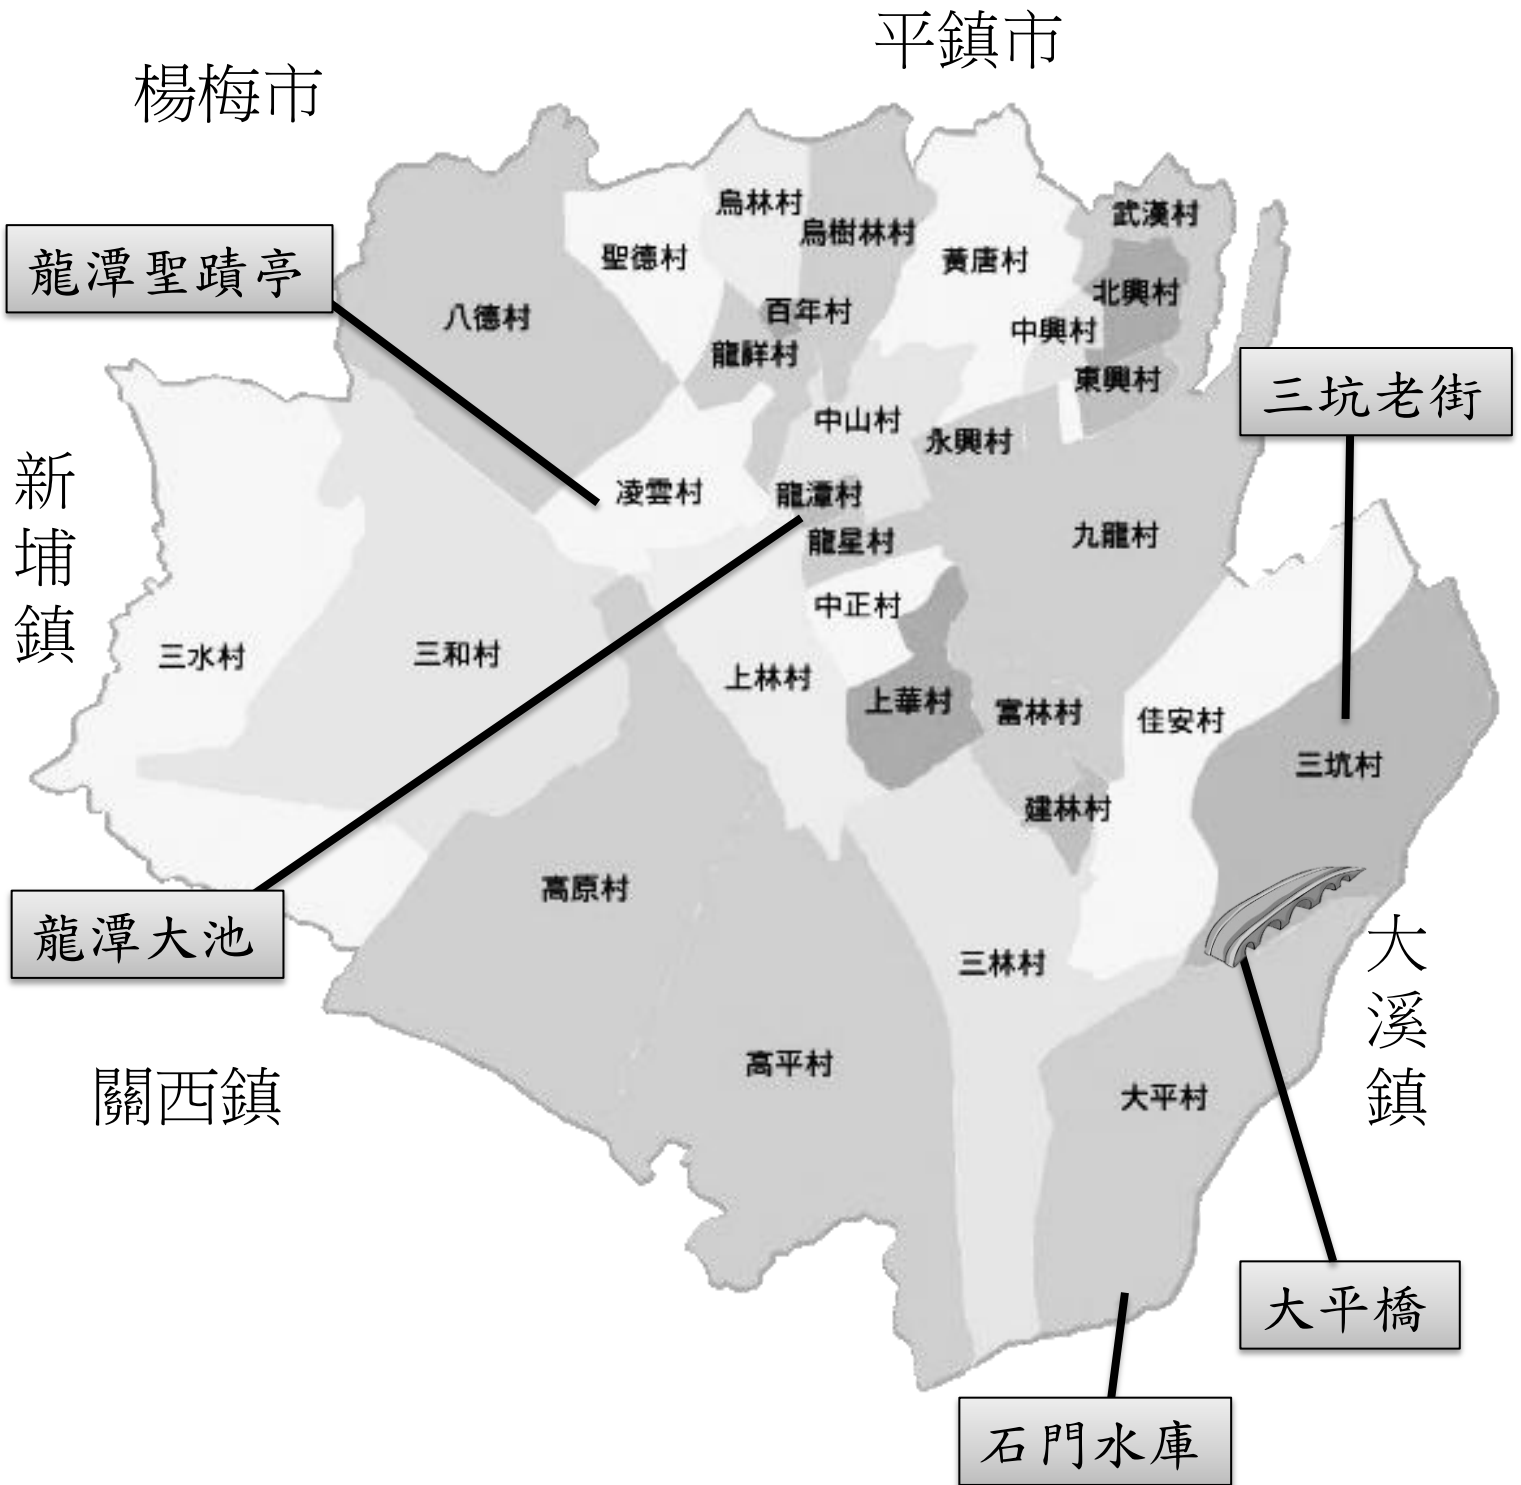 平鎮市
楊梅市
烏林村
武漢村
烏樹林村
聖德村
黃唐村
龍潭聖蹟亭
北興村
百年村
八德村
中興村
龍祥村
東興村
三坑老街
中山村
永興村
新埔鎮
凌雲村
龍潭村
龍星村
九龍村
中正村
三水村
三和村
上林村
上華村
富林村
佳安村
三坑村
建林村
高原村
龍潭大池
三林村
大溪鎮
高平村
關西鎮
大平村
大平橋
石門水庫